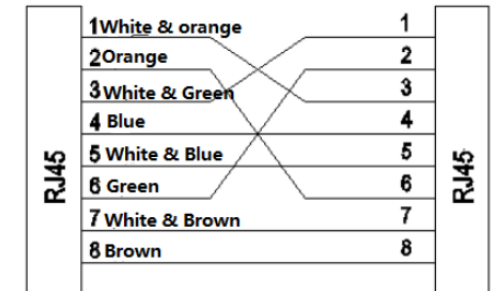 1White & orange 1
2Orange 2
3White & Green 3
4 Blue 4
5 White & Blue 5
6 Green 6
7 White & Brown 7
8 Brown 8
RJ45
RJ45